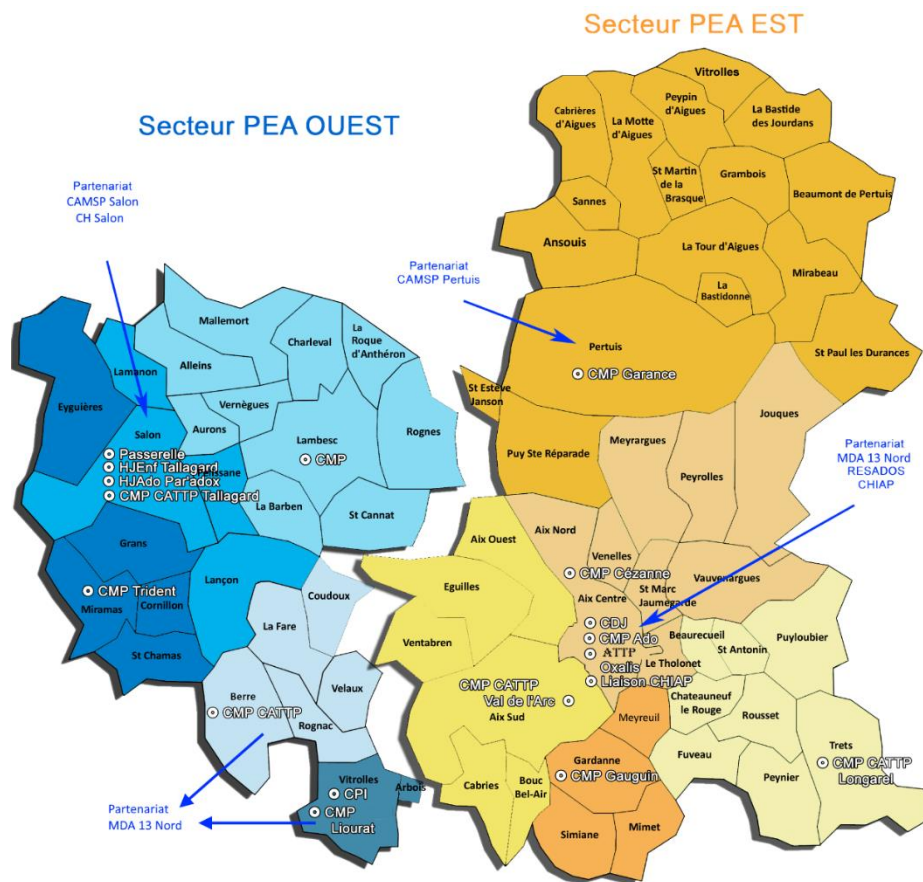 Secteur PEA EST
Secteur PEA OUEST
Partenariat
CAMSP Salon
CH Salon
Partenariat
CAMSP Pertuis
Vitrolles
Peypin
d'Aigues
Cabrières
d'Aigues
La Motte
d'Aigues
La Bastide
des Jourdans
St Martin
de la
Brasque
Grambois
Beaumont de Pertuis
Sannes
Ansouis
La Tour d'Aigues
Mirabeau
La
Bastidonne
Pertuis
CMP Garance
St Paul les Durances
St Estève
Janson
Puy Ste Réparade
Meyrargues
Peyrolles
Jouques
Partenariat
MDA 13 Nord
RESADOS
CHIAP
Mallemort
Charleval
La
Roque
d'Anthéron
Alleins
Lamanon
Eyguières
Vernègues
Aurons
Salon
Passerelle
HJEnf Tallagard
HJAdo Par'adox
CMP CATTP Tallagard
Lambesc
CMP
Rognes
La Barben
St Cannat
Grans
CMP Trident
Miramas
Cornillon
Lançon
Coudoux
La Fare
St Chamas
Velaux
Berre
CMP CATTP
Rognac
Vitrolles
CPI
CMP
Liourat
Arbois
Partenariat
MDA 13 Nord
Aix Ouest
Aix Nord
Venelles
CMP Cézanne
Eguilles
Aix Centre
St Marc
Jaumegarde
Vauvenargues
CDJ
CMP Ado
ATTP
Oxalis
Liaison CHIAP
Ventabren
Beaurecueil
St Antonin
Puyloubier
Le Tholonet
CMP CATTP
Val de l'Arc
Aix Sud
Chateauneuf
le Rouge
Rousset
Meyreuil
Gardanne
CMP Gauguin
Fuveau
Trets
CMP CATTP
Longarel
Peynier
Cabries
Bouc
Bel-Air
Simiane
Mimet